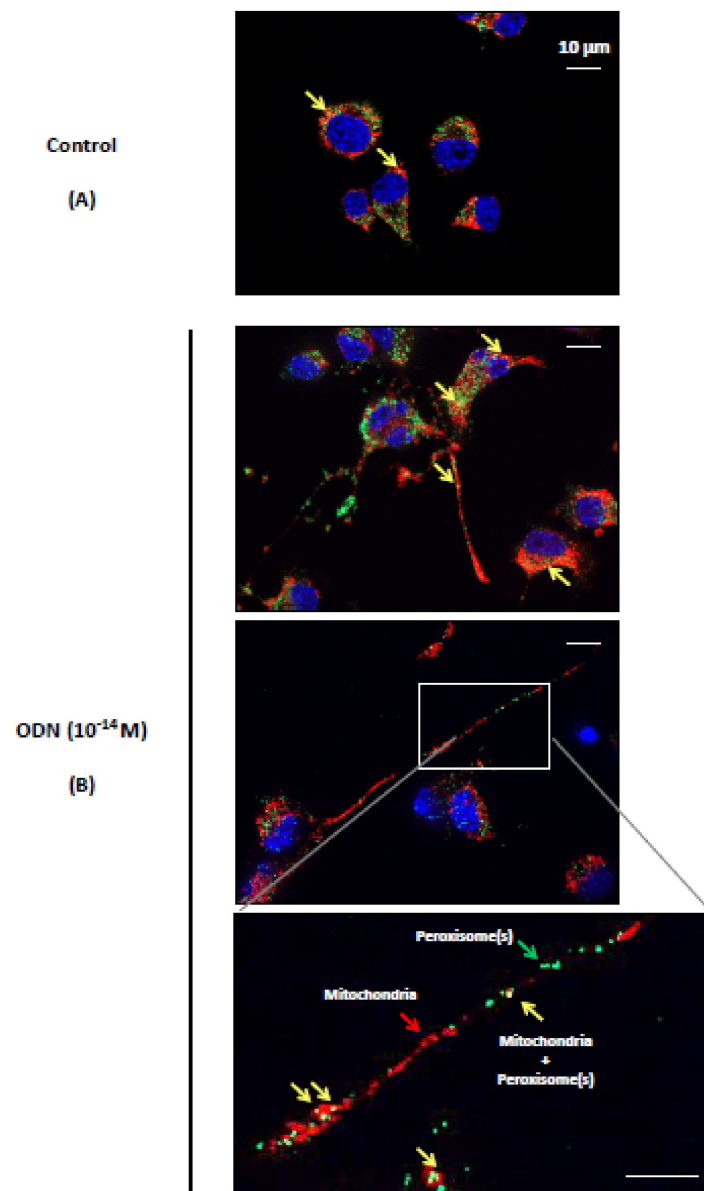 10 µm
Control
(A)
ODN (10⁻¹⁴ M)
(B)
Peroxisome(s)
Mitochondria
Mitochondria
+
Peroxisome(s)